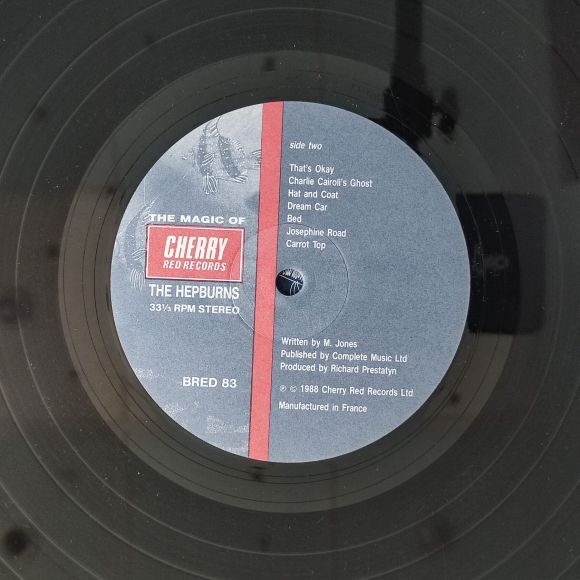 side two
That's Okay
Charlie Cairoli's Ghost
Hat and Coat
Dream Car
Bed
Josephine Road
Carrot Top
THE MAGIC OF
CHERRY
RED RECORDS
THE HEPBURNS
33⅓ RPM STEREO
BRED 83
Written by M. Jones
Published by Complete Music Ltd
Produced by Richard Prestatyn
℗ © 1988 Cherry Red Records Ltd
Manufactured in France